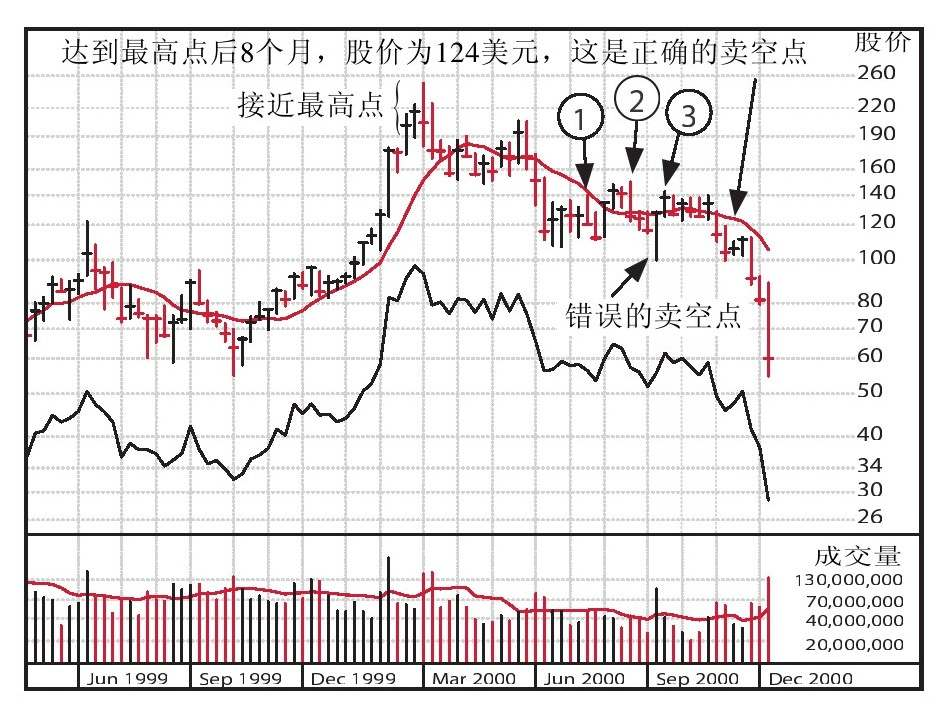 达到最高点后8个月，股价为124美元，这是正确的卖空点
股价
接近最高点
①
②
③
错误的卖空点
260
220
190
160
140
120
100
80
70
60
50
40
34
30
26
成交量
130,000,000
70,000,000
40,000,000
20,000,000
Jun 1999
Sep 1999
Dec 1999
Mar 2000
Jun 2000
Sep 2000
Dec 2000